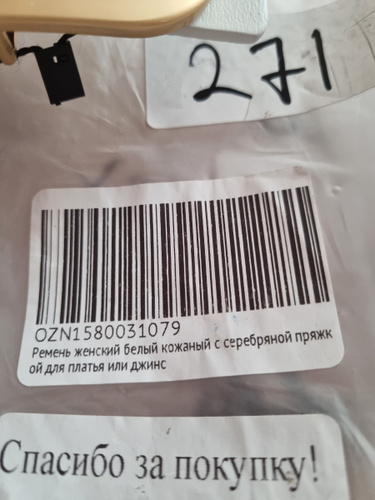 271
OZN1580031079
Ремень женский белый кожаный с серебряной пряжк
ой для платья или джинс
Спасибо за покупку!